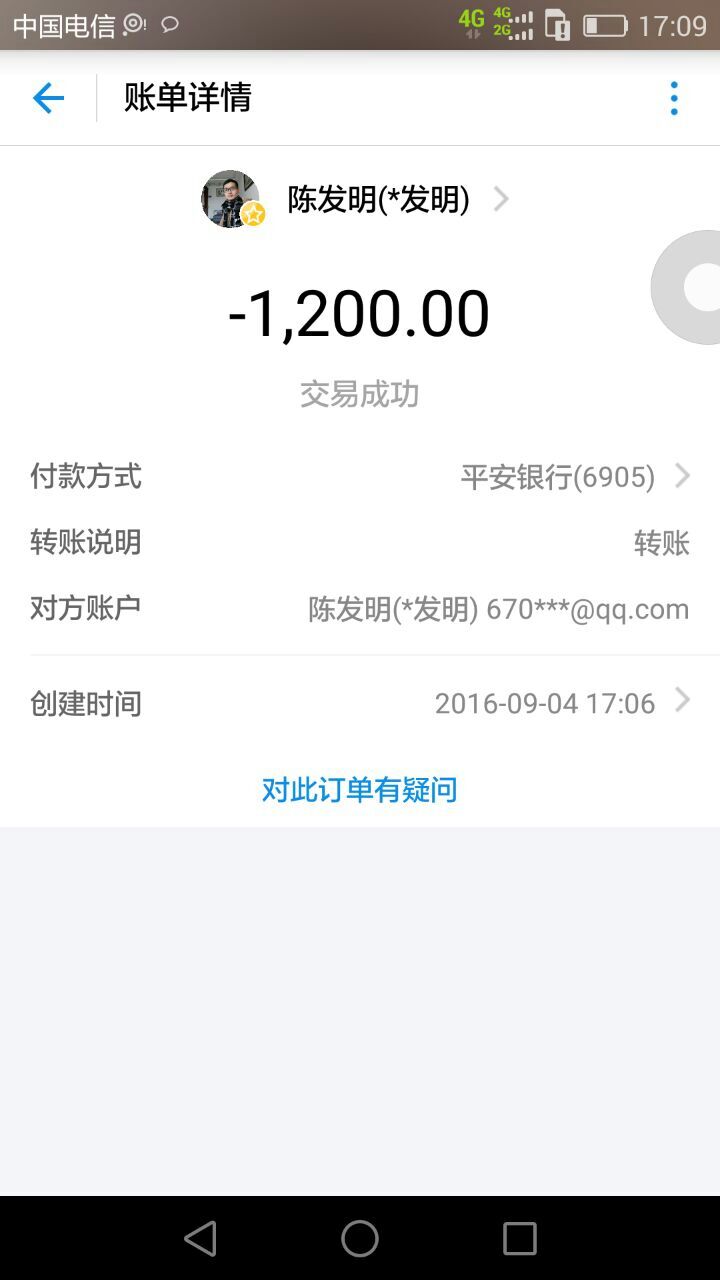 中国电信 4G 4G 2G 17:09
账单详情
陈发明(*发明)
-1,200.00
交易成功
付款方式 平安银行(6905)
转账说明 转账
对方账户 陈发明(*发明) 670***@qq.com
创建时间 2016-09-04 17:06
对此订单有疑问